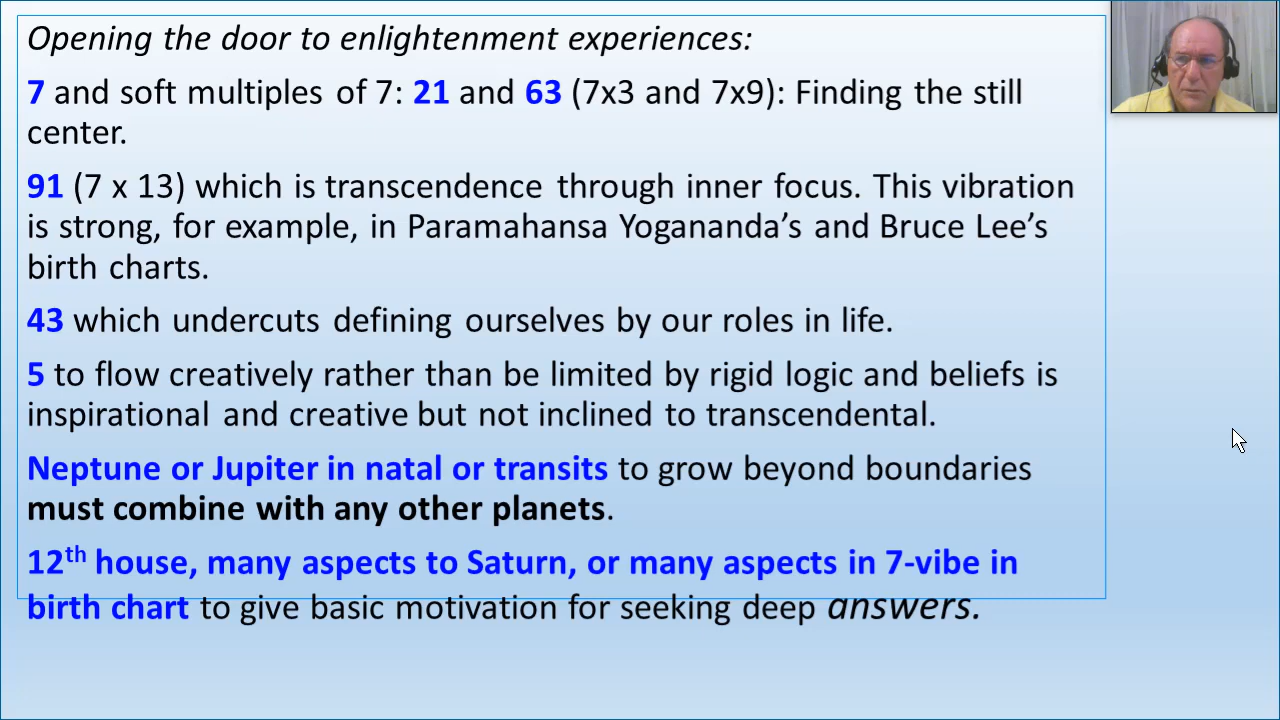 Opening the door to enlightenment experiences:
7 and soft multiples of 7: 21 and 63 (7x3 and 7x9): Finding the still
center.
91 (7 x 13) which is transcendence through inner focus. This vibration
is strong, for example, in Paramahansa Yogananda’s and Bruce Lee’s
birth charts.
43 which undercuts defining ourselves by our roles in life.
5 to flow creatively rather than be limited by rigid logic and beliefs is
inspirational and creative but not inclined to transcendental.
Neptune or Jupiter in natal or transits to grow beyond boundaries
must combine with any other planets.
12th house, many aspects to Saturn, or many aspects in 7-vibe in
birth chart to give basic motivation for seeking deep answers.